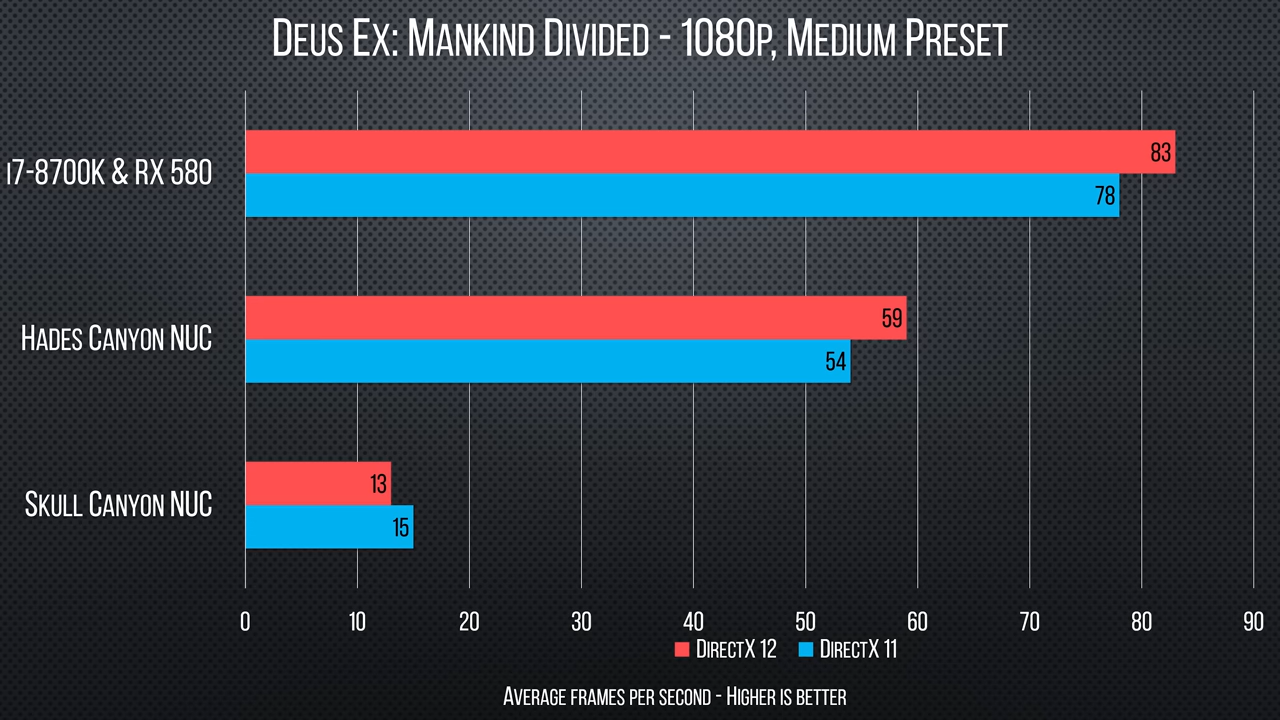 Deus Ex: Mankind Divided - 1080p, Medium Preset
i7-8700K & RX 580
83
78
Hades Canyon NUC
59
54
Skull Canyon NUC
13
15
0 10 20 30 40 50 60 70 80 90
DirectX 12 DirectX 11
Average frames per second - Higher is better